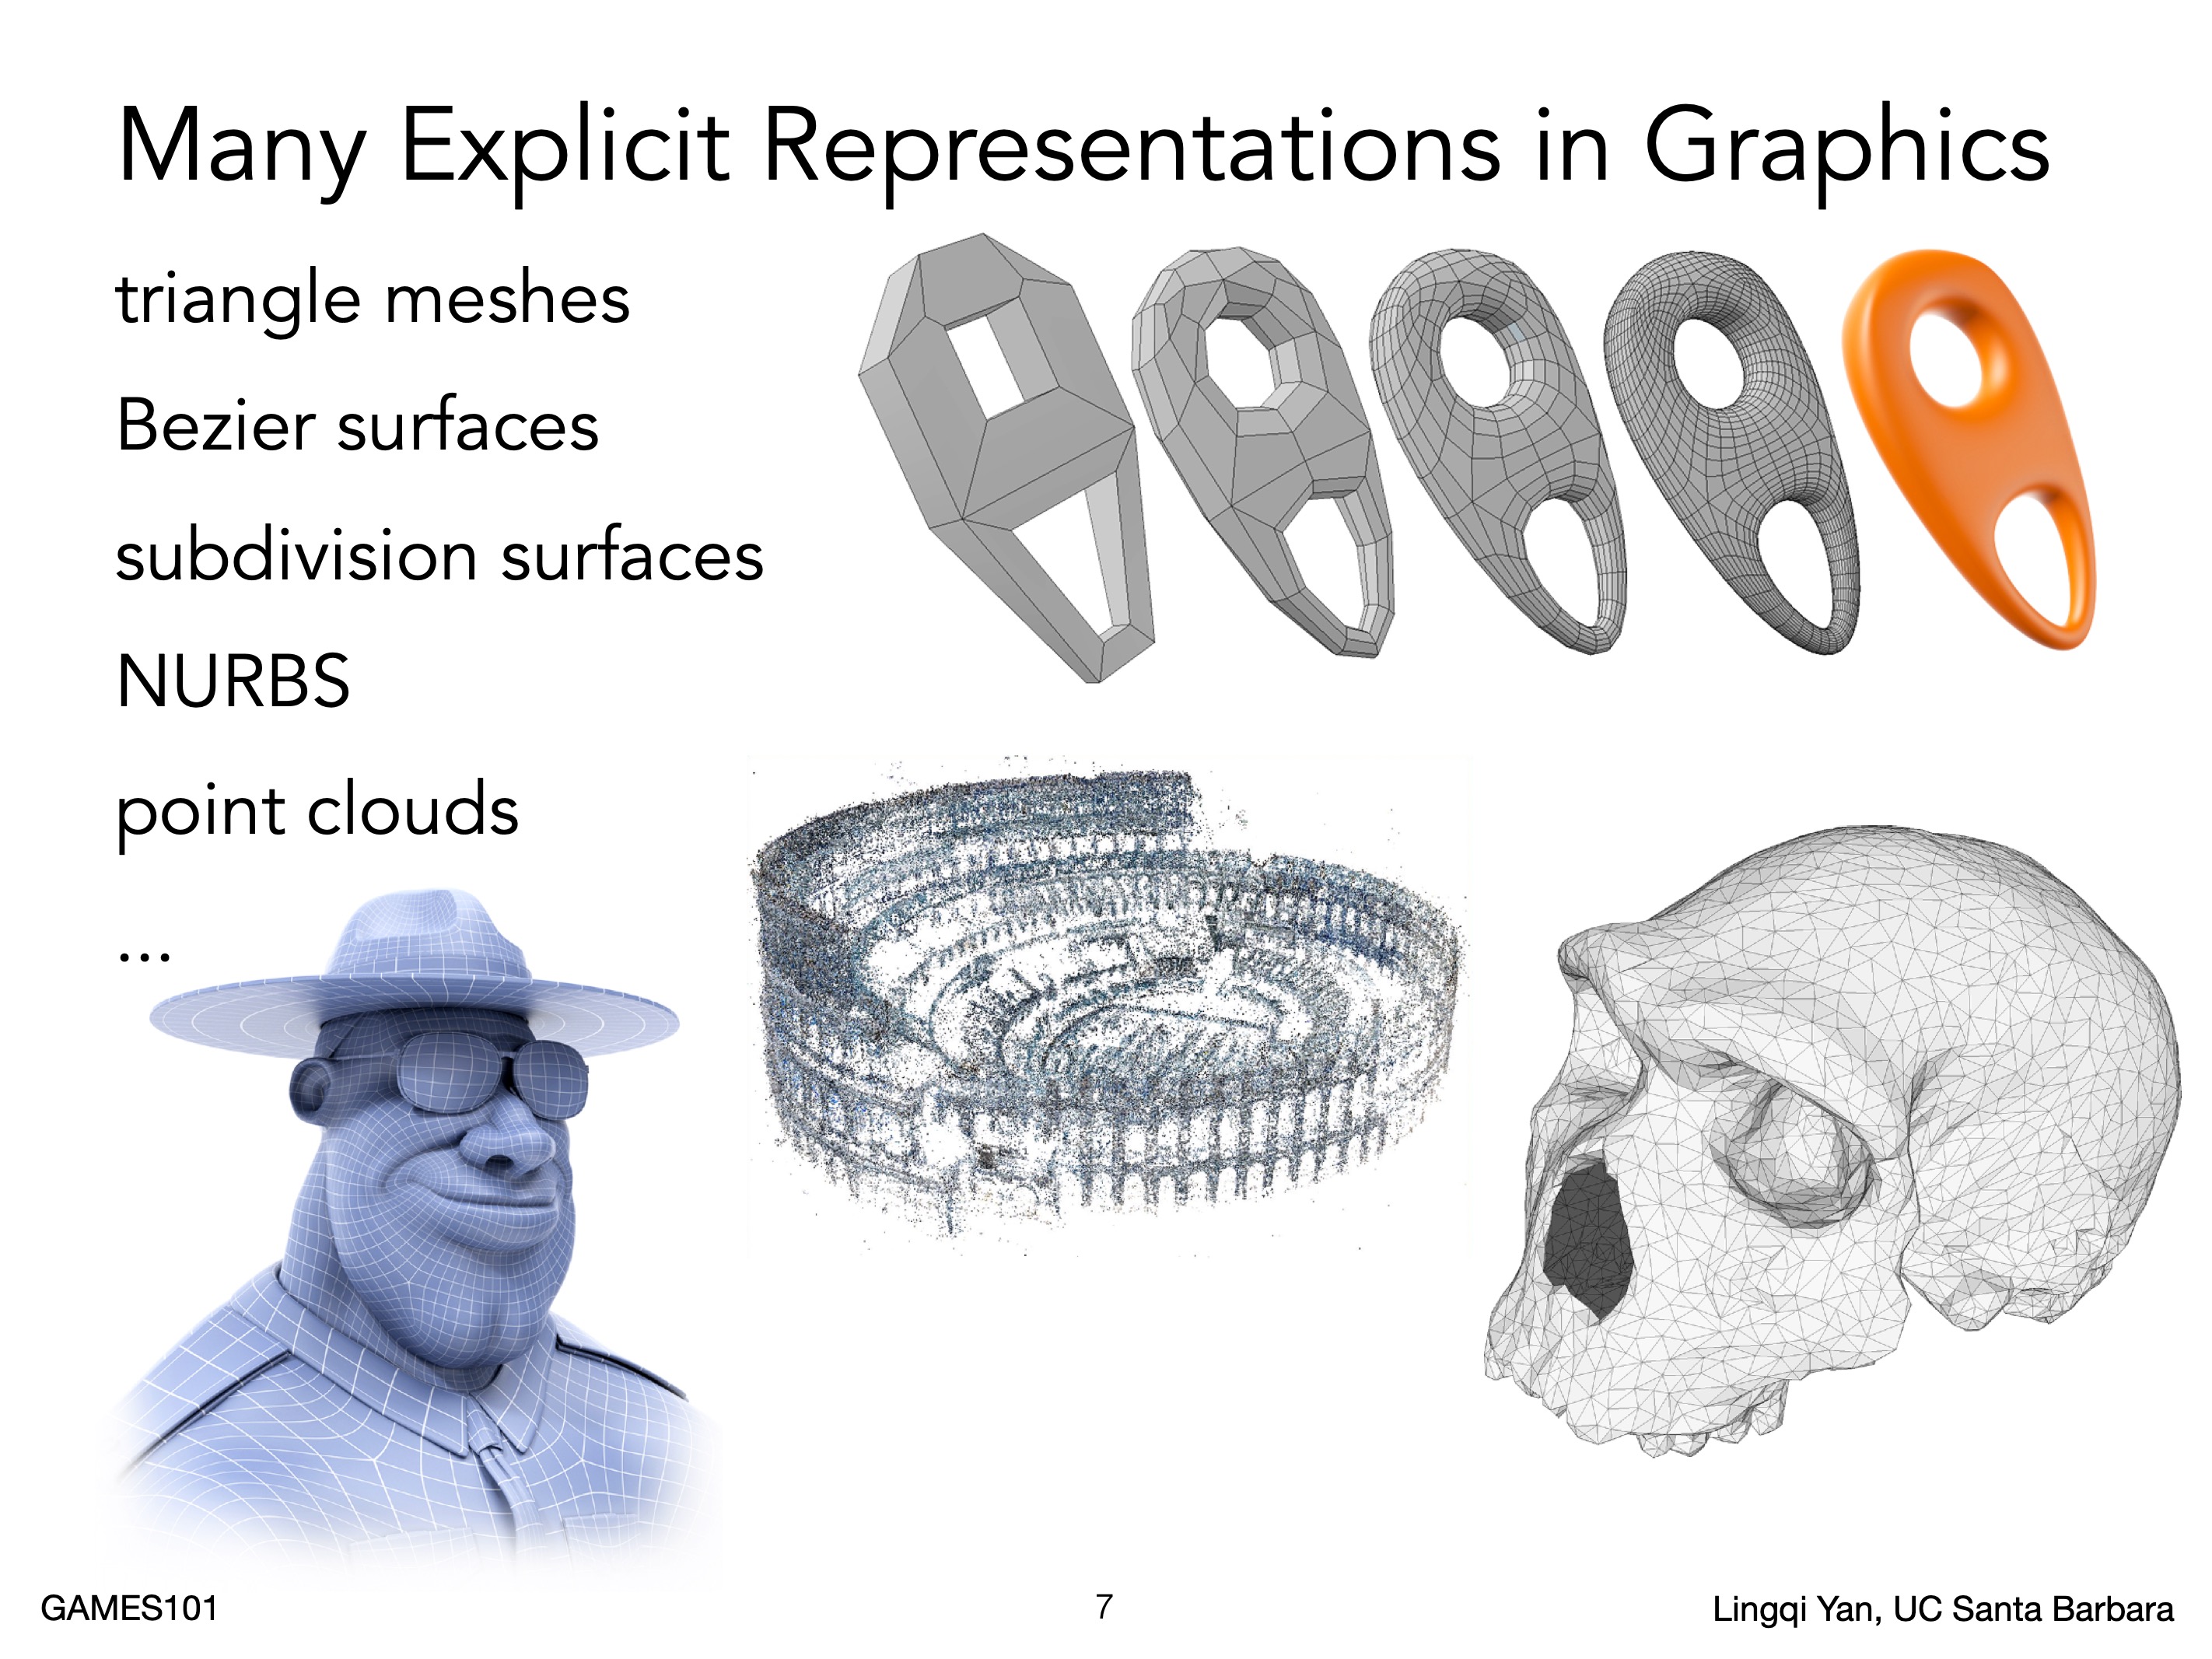 Many Explicit Representations in Graphics
triangle meshes
Bezier surfaces
subdivision surfaces
NURBS
point clouds
...
GAMES101
7
Lingqi Yan, UC Santa Barbara